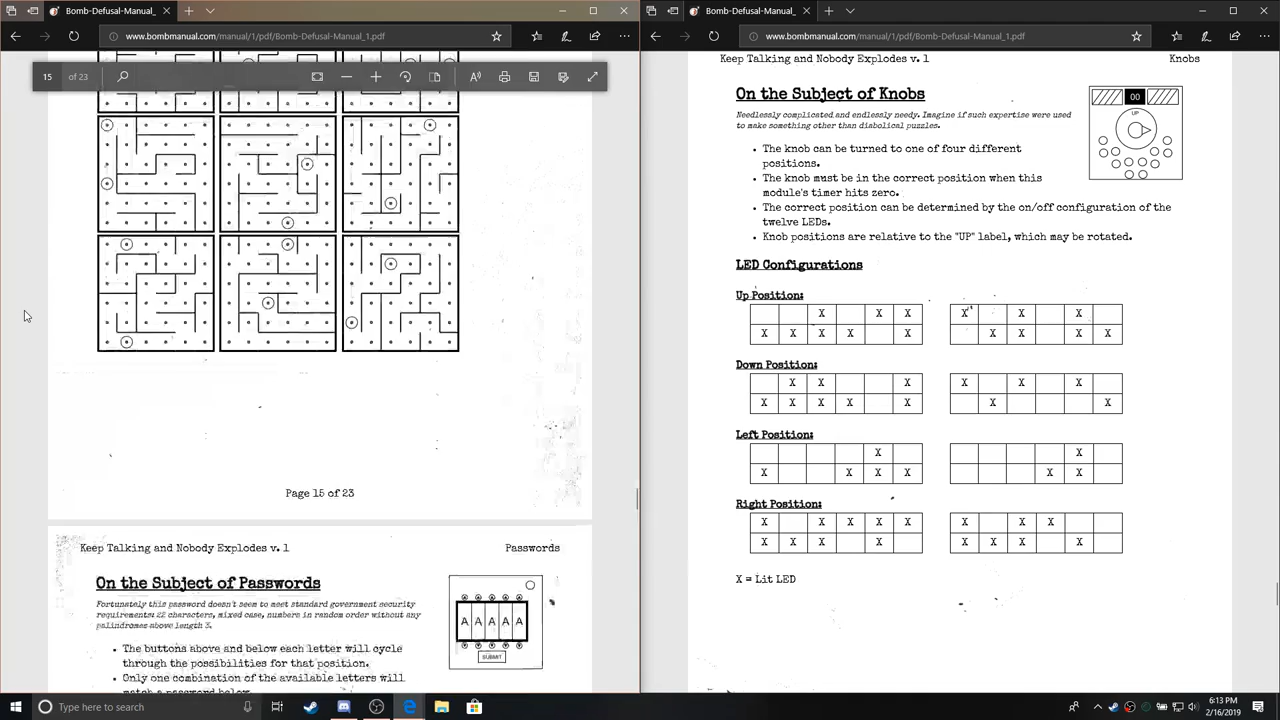 Bomb-Defusal-Manual_1.p
www.bombmanual.com/manual/1/pdf/Bomb-Defusal-Manual_1.pdf
15 of 23
Page 15 of 23
Keep Talking and Nobody Explodes v. 1 Passwords
On the Subject of Passwords
Fortunately this password doesn't seem to meet standard government security
requirements: 22 characters, mixed case, numbers in random order without any
palindromes above length 3.
A A A A A
SUBMIT
• The buttons above and below each letter will cycle
through the possibilities for that position.
• Only one combination of the available letters will
match a password below.
Bomb-Defusal-Manual_1.p
www.bombmanual.com/manual/1/pdf/Bomb-Defusal-Manual_1.pdf
Keep Talking and Nobody Explodes v. 1 Knobs
On the Subject of Knobs
Needlessly complicated and endlessly needy. Imagine if such expertise were used
to make something other than diabolical puzzles.
00
UP
• The knob can be turned to one of four different
positions.
• The knob must be in the correct position when this
module's timer hits zero.
• The correct position can be determined by the on/off configuration of the
twelve LEDs.
• Knob positions are relative to the "UP" label, which may be rotated.
LED Configurations
Up Position:
X X X X X X
X X X X X X X X X
Down Position:
X X X X X X
X X X X X X X
Left Position:
X X
X X X X X X
Right Position:
X X X X X X X X
X X X X X X X X
X = Lit LED
Type here to search
6:13 PM
2/16/2019